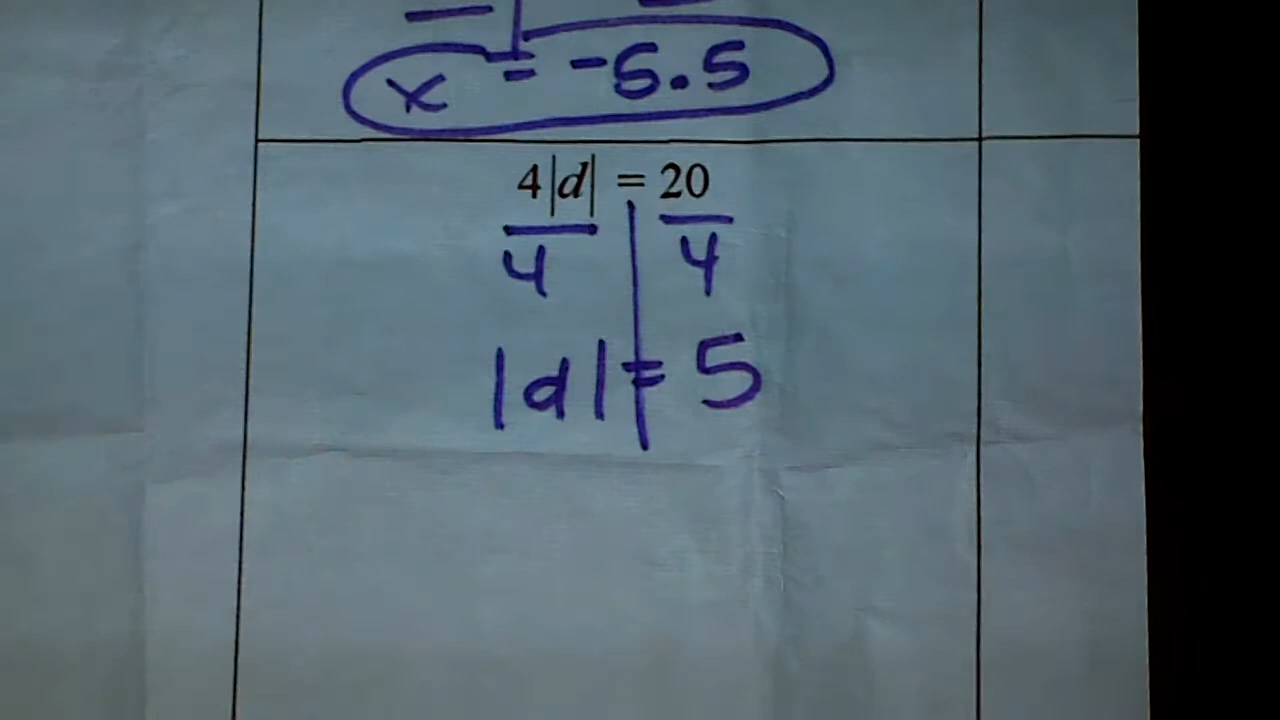 x = -5.5
4|d| = 20
4 4
|d| = 5